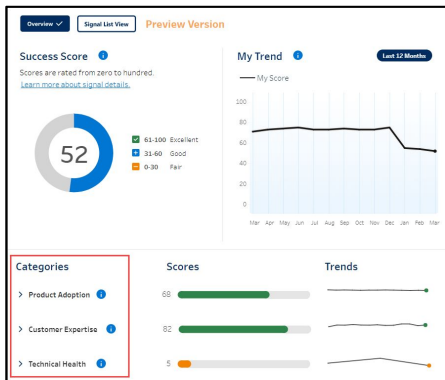 Overview ✓ Signal List View Preview Version
Success Score i
Scores are rated from zero to hundred.
Learn more about signal details.
52
61-100 Excellent
31-60 Good
0-30 Fair
My Trend i Last 12 Months
My Score
100
80
60
40
20
0
Mar Apr May Jun Jul Aug Sep Oct Nov Dec Jan Feb Mar
Categories Scores Trends
> Product Adoption i 68
> Customer Expertise i 82
> Technical Health i 5